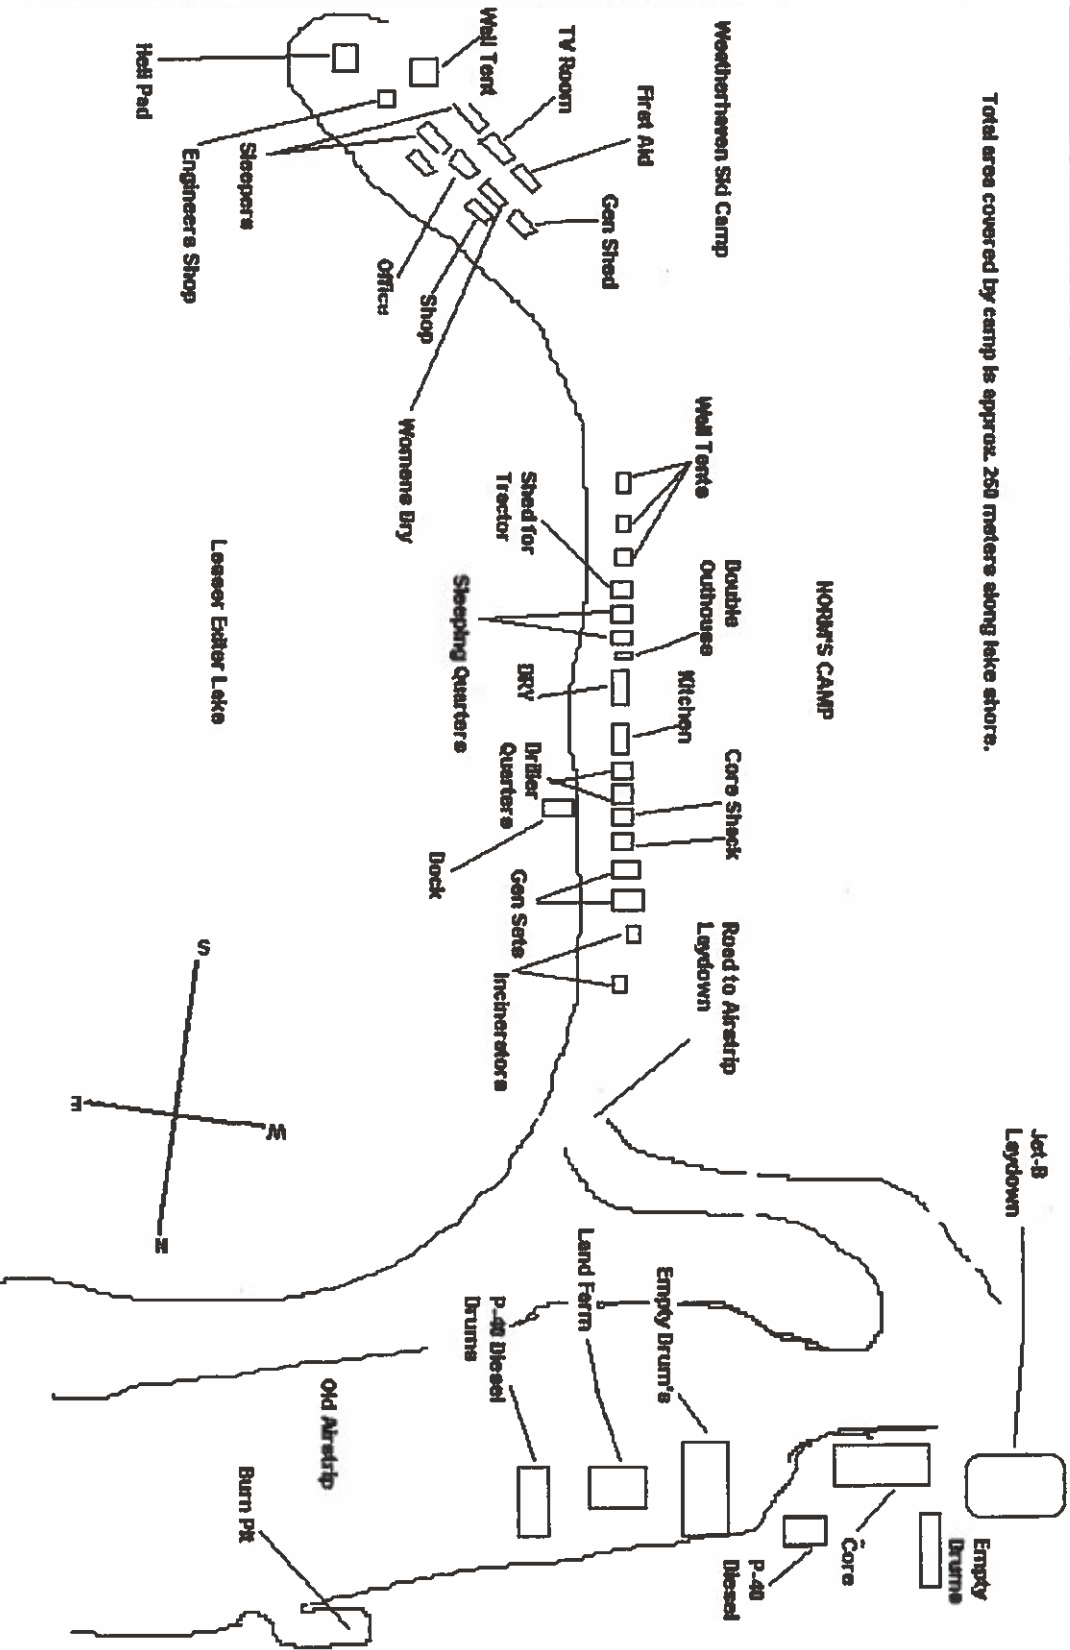 Total area covered by camp is approx. 250 meters along lake shore.
Weatherhaven Ski Camp
NORM'S CAMP
First Aid
TV Room
Wall Tent
Gen Shed
Heli Pad
Engineers Shop
Sleepers
Office
Shop
Womens Dry
Wall Tents
Shed for
Tractor
Double
Outhouse
Sleeping Quarters
DRY
Kitchen
Driller
Quarters
Core Shack
Dock
Gen Sets
Incinerators
Road to Airstrip
Laydown
Lesser Exiter Lake
S
E
W
N
Jet-B
Laydown
Land Farm
Empty Drum's
P-40 Diesel
Drums
Old Airstrip
Burn Pit
Core
P-40
Diesel
Empty
Drums